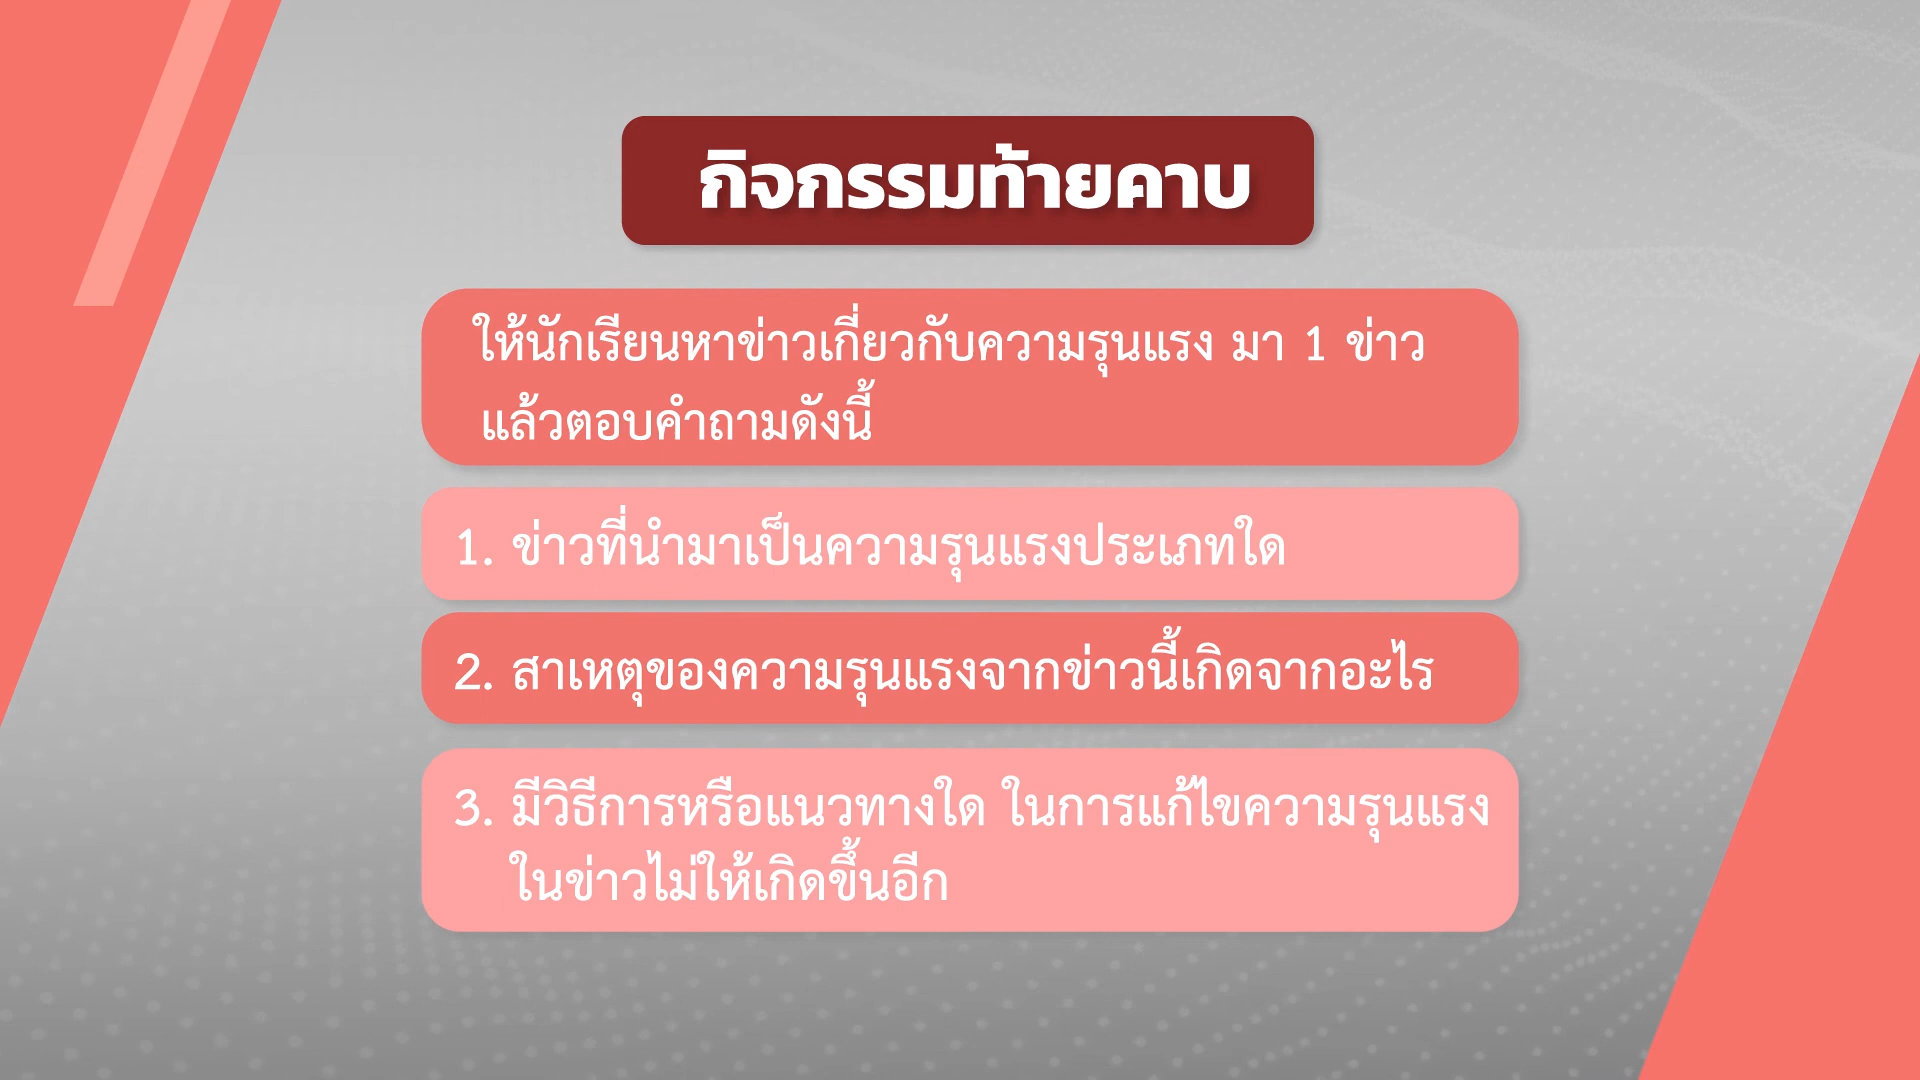 กิจกรรมท้ายคาบ
ให้นักเรียนหาข่าวเกี่ยวกับความรุนแรง มา 1 ข่าว
แล้วตอบคำถามดังนี้
1. ข่าวที่นำมาเป็นความรุนแรงประเภทใด
2. สาเหตุของความรุนแรงจากข่าวนี้เกิดจากอะไร
3. มีวิธีการหรือแนวทางใด ในการแก้ไขความรุนแรง
ในข่าวไม่ให้เกิดขึ้นอีก